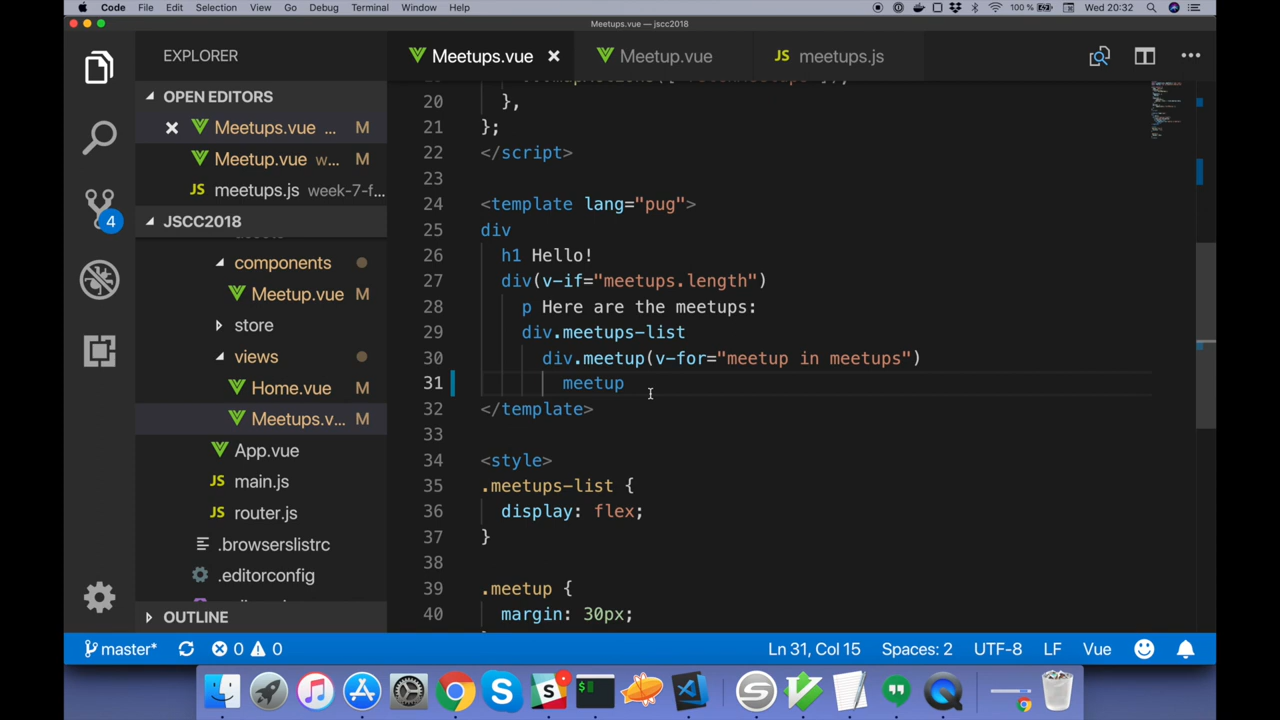 Code File Edit Selection View Go Debug Terminal Window Help 100 % Wed 20:32
Meetups.vue — jscc2018
EXPLORER
Meetups.vue
Meetup.vue
JS meetups.js
OPEN EDITORS
Meetups.vue ... M
Meetup.vue w... M
JS meetups.js week-7-f...
4
JSCC2018
components
Meetup.vue M
store
views
Home.vue M
Meetups.v... M
App.vue
JS main.js
JS router.js
.browserslistrc
.editorconfig
OUTLINE
20 },
21 };
22 </script>
23
24 <template lang="pug">
25 div
26 h1 Hello!
27 div(v-if="meetups.length")
28 p Here are the meetups:
29 div.meetups-list
30 div.meetup(v-for="meetup in meetups")
31 meetup
32 </template>
33
34 <style>
35 .meetups-list {
36 display: flex;
37 }
38
39 .meetup {
40 margin: 30px;
master* 0 0 Ln 31, Col 15 Spaces: 2 UTF-8 LF Vue